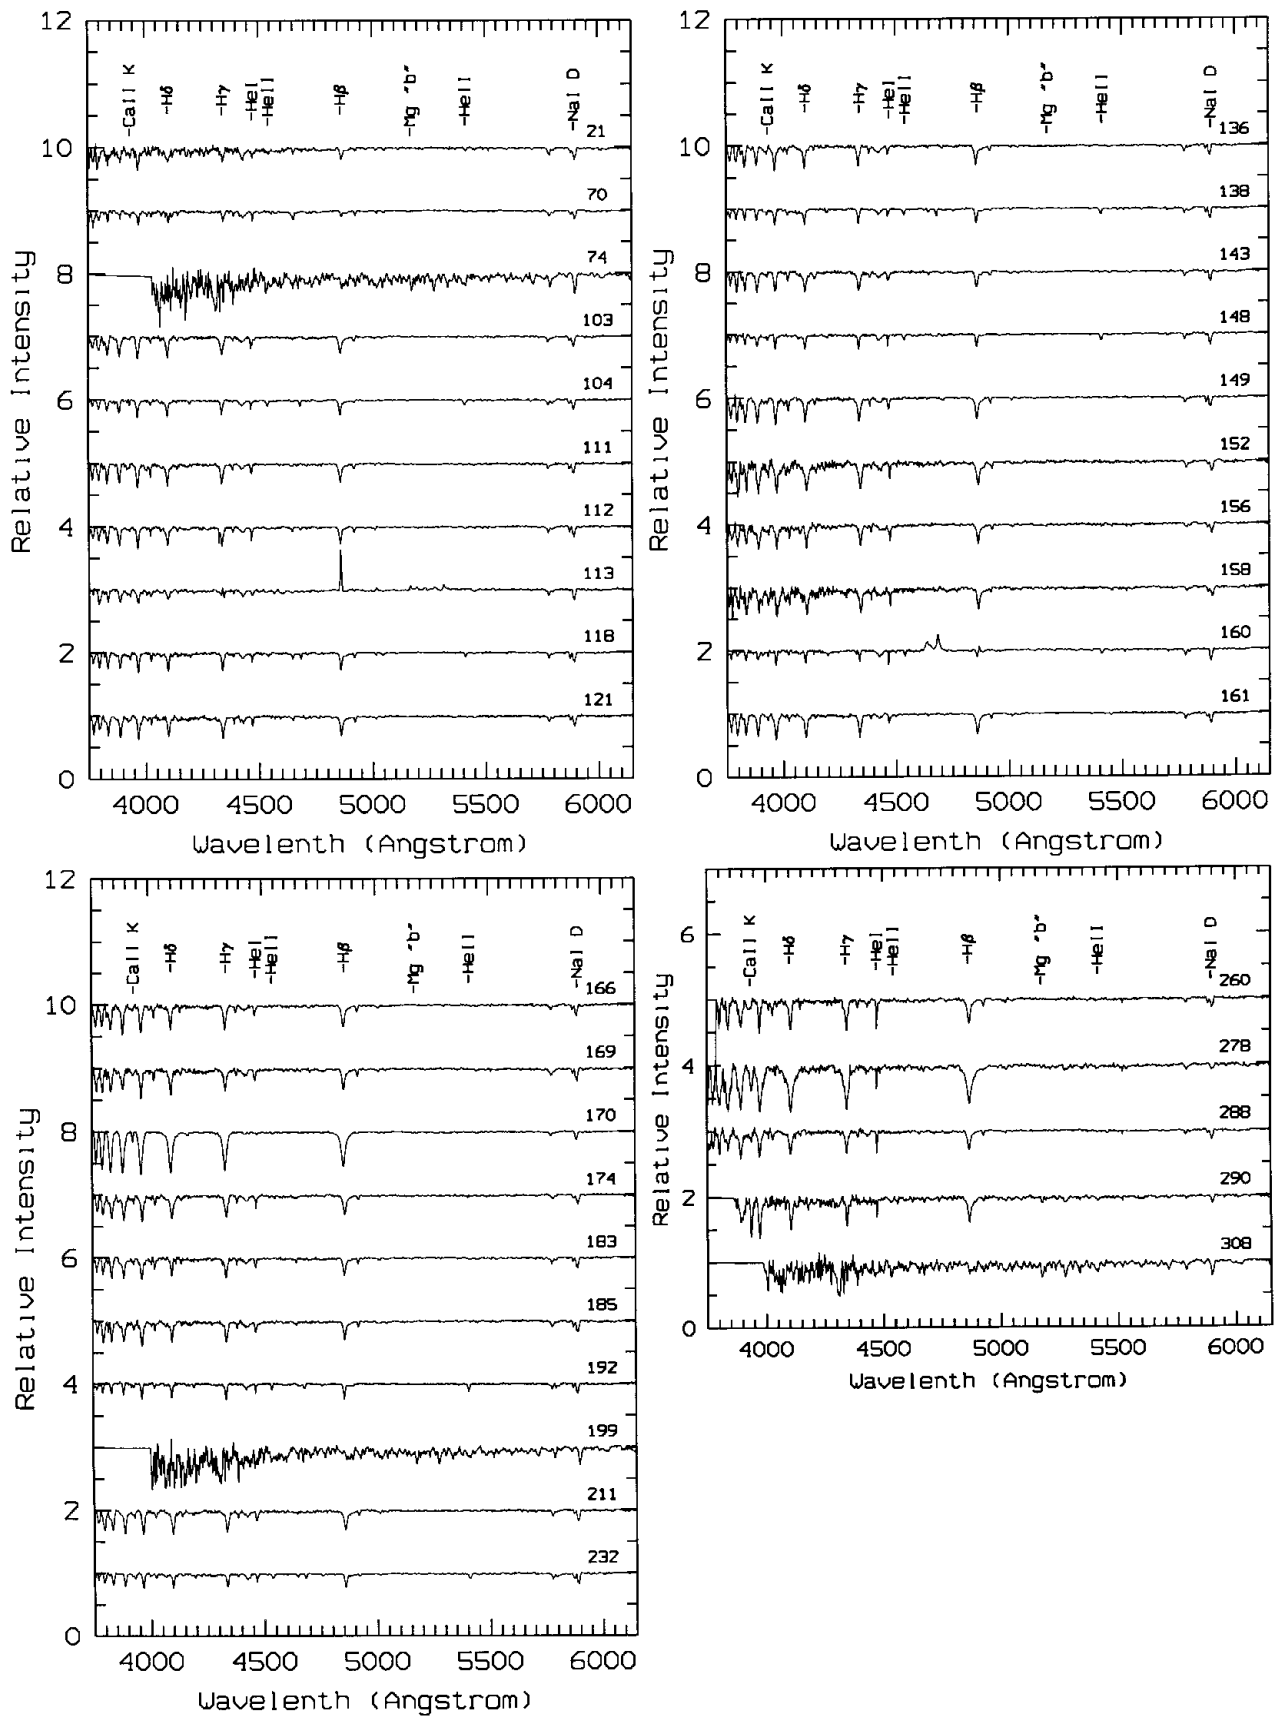 12
-CaII K
-Hδ
-Hγ
-HeI
-HeII
-Hβ
-Mg "b"
-HeII
-NaI D
21
10
70
74
8
103
104
6
111
112
4
113
118
2
121
0
4000 4500 5000 5500 6000
Relative Intensity
Wavelenth (Angstrom)
12
-CaII K
-Hδ
-Hγ
-HeI
-HeII
-Hβ
-Mg "b"
-HeII
-NaI D
136
10
138
143
8
148
149
6
152
156
4
158
160
2
161
0
4000 4500 5000 5500 6000
Relative Intensity
Wavelenth (Angstrom)
12
-CaII K
-Hδ
-Hγ
-HeI
-HeII
-Hβ
-Mg "b"
-HeII
-NaI D
166
10
169
170
8
174
183
6
185
192
4
199
211
2
232
0
4000 4500 5000 5500 6000
Relative Intensity
Wavelenth (Angstrom)
6
-CaII K
-Hδ
-Hγ
-HeI
-HeII
-Hβ
-Mg "b"
-HeII
-NaI D
260
278
4
288
290
2
308
0
4000 4500 5000 5500 6000
Relative Intensity
Wavelenth (Angstrom)